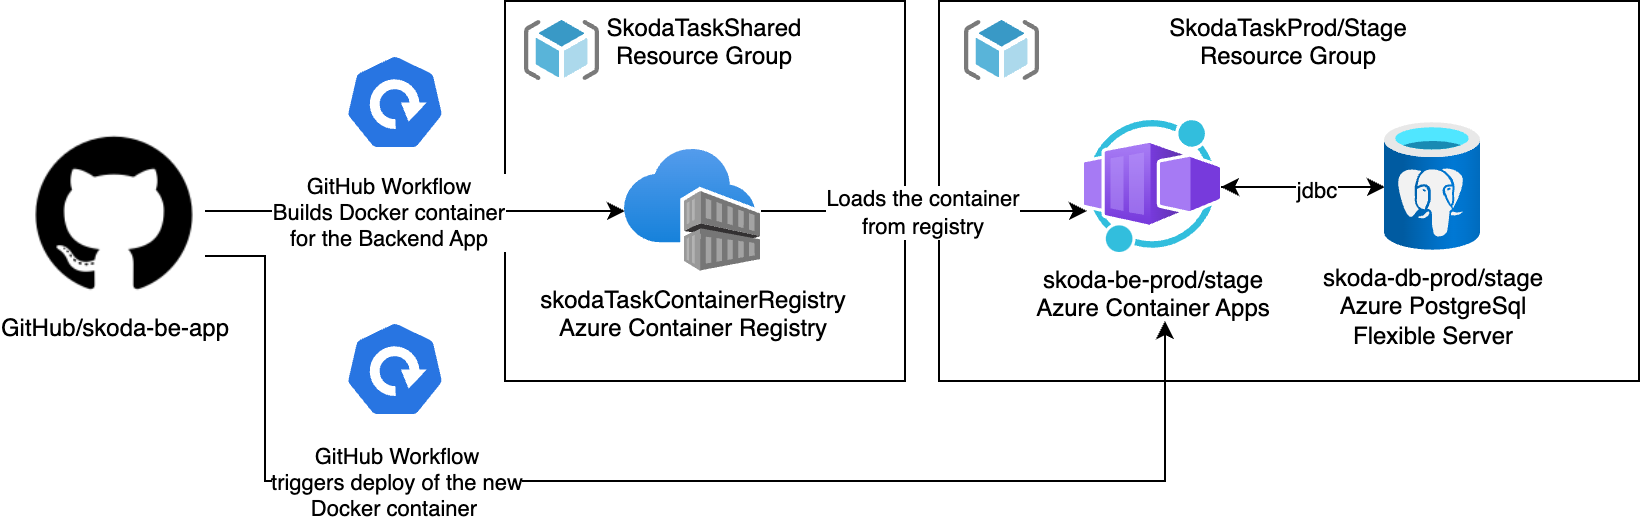 SkodaTaskShared
Resource Group
SkodaTaskProd/Stage
Resource Group
GitHub Workflow
Builds Docker container
for the Backend App
Loads the container
from registry
jdbc
GitHub/skoda-be-app
skodaTaskContainerRegistry
Azure Container Registry
skoda-be-prod/stage
Azure Container Apps
skoda-db-prod/stage
Azure PostgreSql
Flexible Server
GitHub Workflow
triggers deploy of the new
Docker container